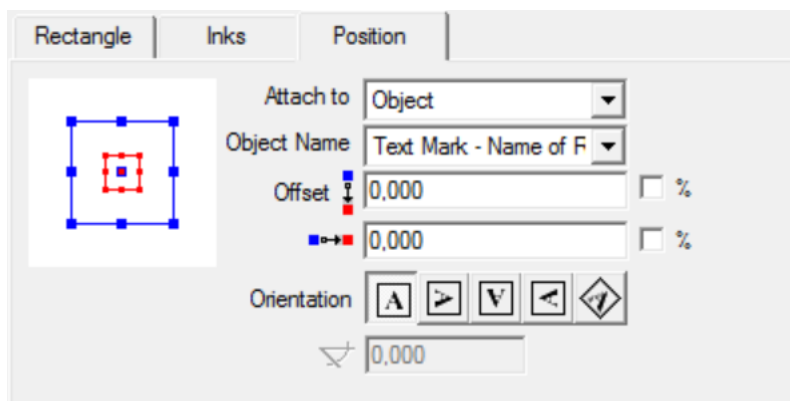 Rectangle Inks Position
Attach to Object
Object Name Text Mark - Name of F
Offset 0,000 %
0,000 %
Orientation A A A A A
0,000